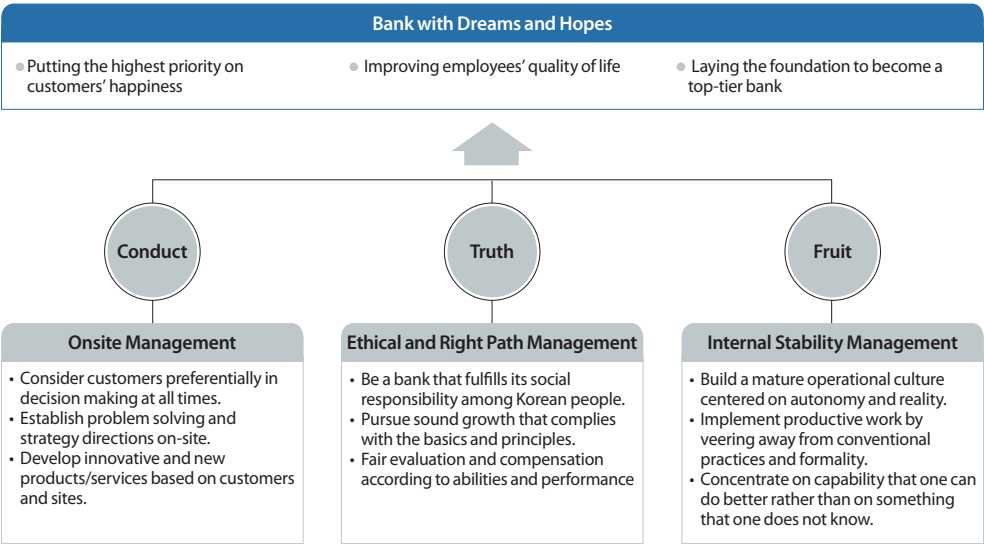 Bank with Dreams and Hopes
● Putting the highest priority on
customers’ happiness
● Improving employees’ quality of life
● Laying the foundation to become a
top-tier bank
Conduct
Truth
Fruit
Onsite Management
• Consider customers preferentially in
decision making at all times.
• Establish problem solving and
strategy directions on-site.
• Develop innovative and new
products/services based on customers
and sites.
Ethical and Right Path Management
• Be a bank that fulfills its social
responsibility among Korean people.
• Pursue sound growth that complies
with the basics and principles.
• Fair evaluation and compensation
according to abilities and performance
Internal Stability Management
• Build a mature operational culture
centered on autonomy and reality.
• Implement productive work by
veering away from conventional
practices and formality.
• Concentrate on capability that one can
do better rather than on something
that one does not know.